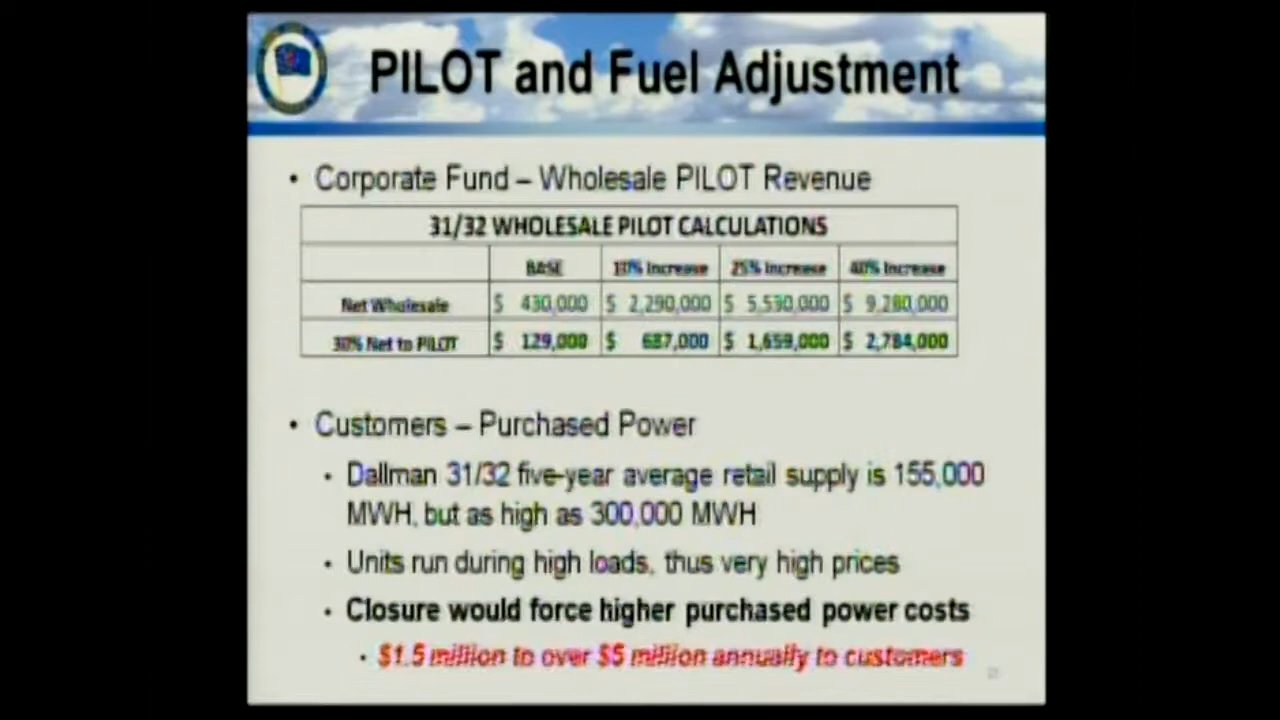 PILOT and Fuel Adjustment
• Corporate Fund – Wholesale PILOT Revenue
31/32 WHOLESALE PILOT CALCULATIONS
BASE 10% Increase 25% Increase 40% Increase
Net Wholesale $ 430,000 $ 2,290,000 $ 5,530,000 $ 9,280,000
30% Net to PILOT $ 129,000 $ 687,000 $ 1,659,000 $ 2,784,000
• Customers – Purchased Power
• Dallman 31/32 five-year average retail supply is 155,000
MWH, but as high as 300,000 MWH
• Units run during high loads, thus very high prices
• Closure would force higher purchased power costs
• $1.5 million to over $5 million annually to customers